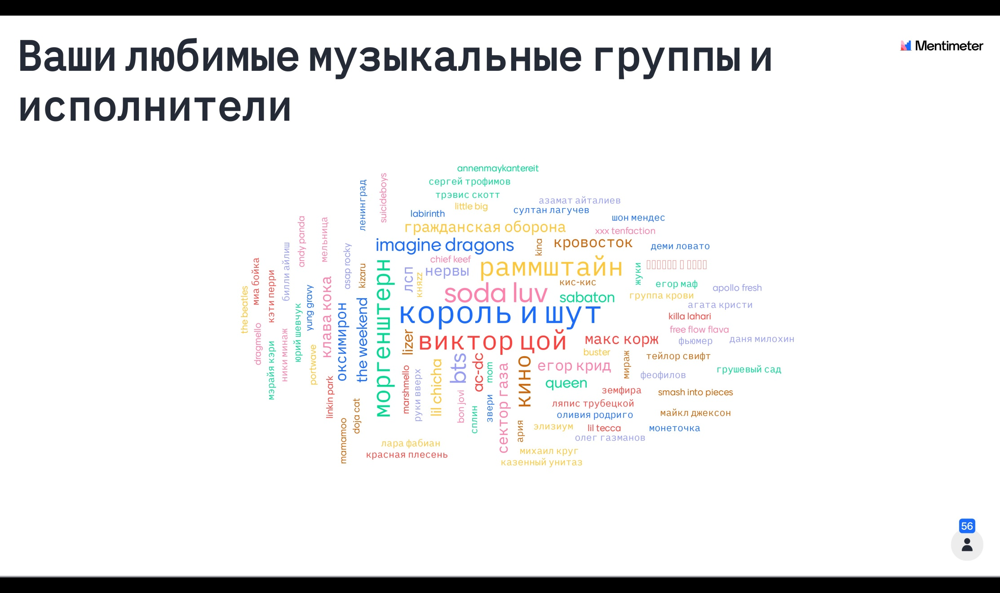 Ваши любимые музыкальные группы и
исполнители
Mentimeter
annenmaykantereit
сергей трофимов
трэвис скотт
little big
азамат айталиев
султан лагучев
labirinth
шон мендес
ленинград
suicideboys
гражданская оборона
xxx tenfaction
andy panda
мельница
imagine dragons
kina
кровосток
деми ловато
билли айлиш
asap rocky
chief keef
раммштайн
миа бойка
кэти перри
kizaru
моргенштерн
лсп
нервы
князz
жуки
кис-кис
егор маф
apollo fresh
the beatles
юрий шевчук
yung gravy
клава кока
оксимирон
the weekend
soda luv
sabaton
группа крови
агата кристи
король и шут
killa lahari
free flow flava
dragmello
мэрайя кэри
ники минаж
portwave
lizer
виктор цой
макс корж
фьюмер
даня милохин
buster
тейлор свифт
bts
ac-dc
mom
кино
егор крид
мираж
феофилов
грушевый сад
linkin park
marshmello
руки вверх
lil chicha
сектор газа
queen
земфира
smash into pieces
doja cat
bon jovi
сплин
звери
ляпис трубецкой
оливия родриго
майкл джексон
mamamoo
ария
элизиум
lil tecca
монеточка
олег газманов
лара фабиан
михаил круг
красная плесень
казенный унитаз
56